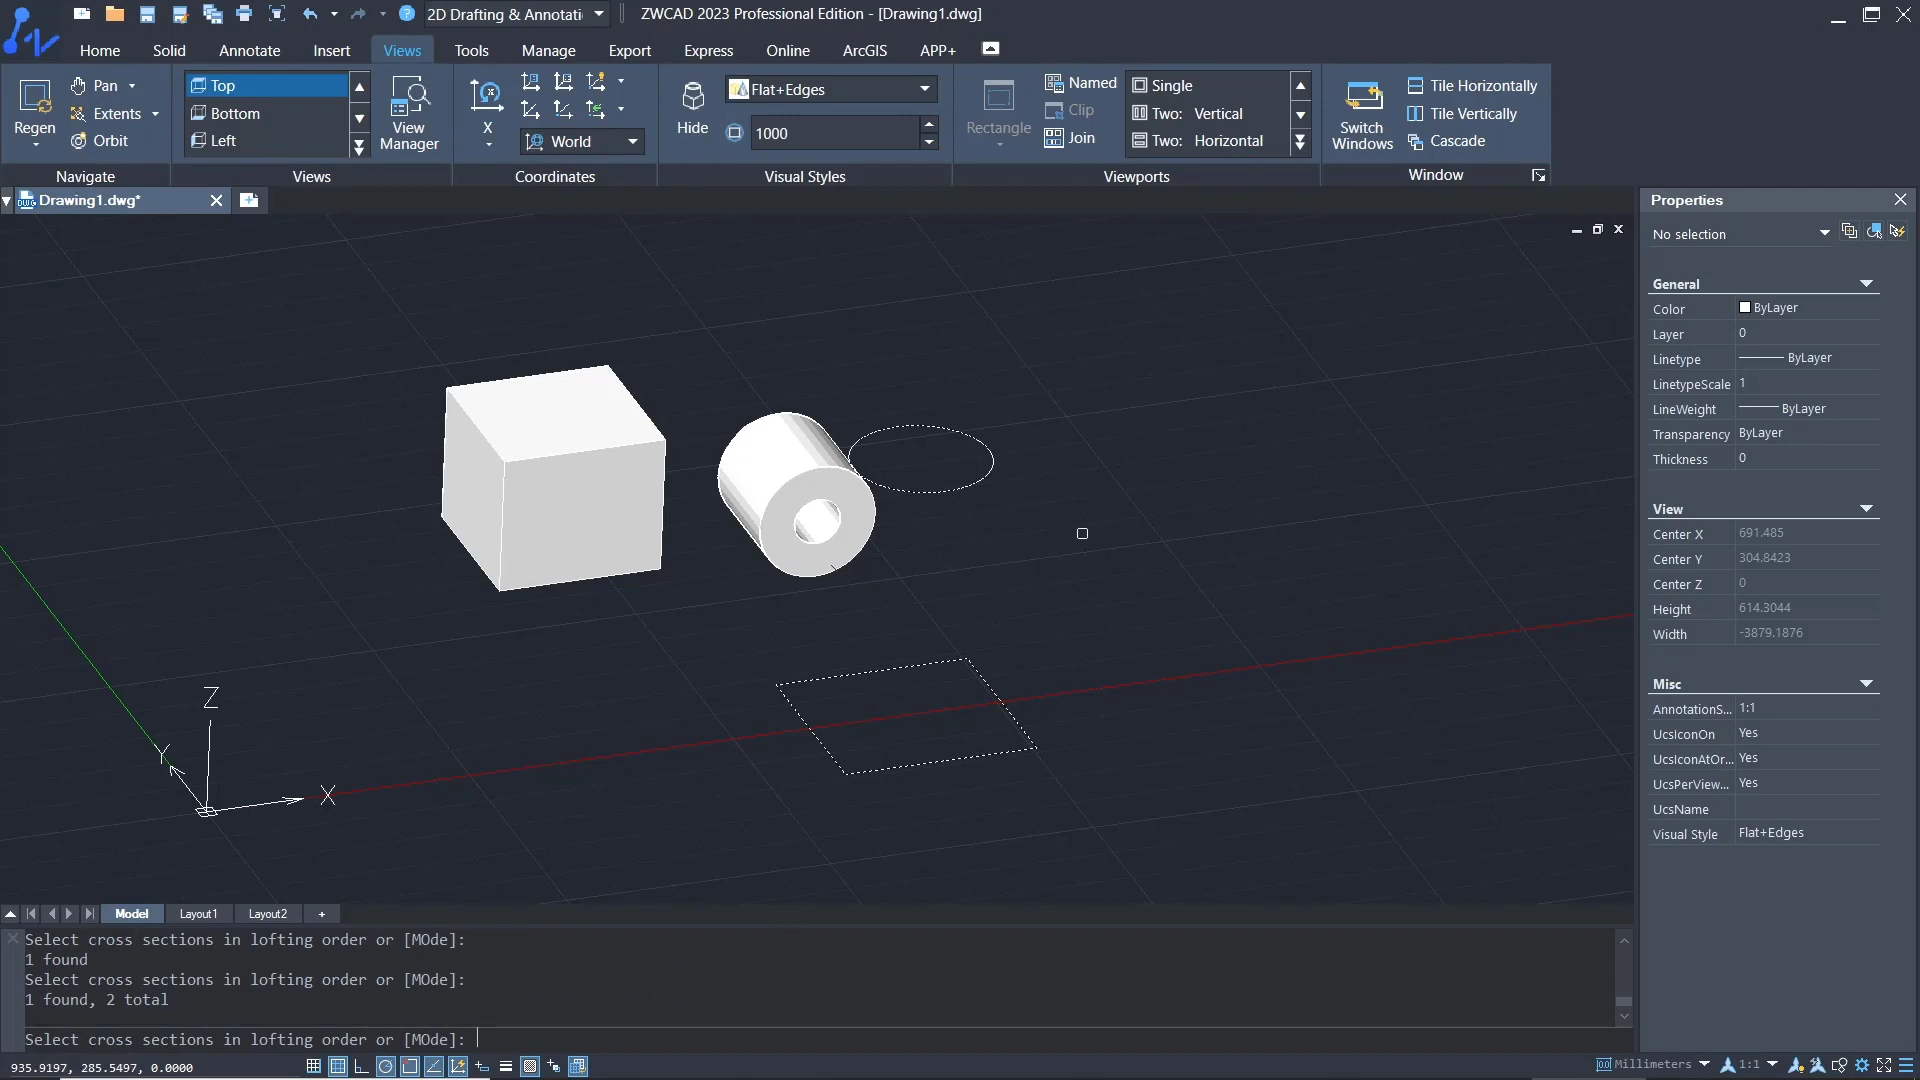 2D Drafting & Annotati
ZWCAD 2023 Professional Edition - [Drawing1.dwg]
Home Solid Annotate Insert Views Tools Manage Export Express Online ArcGIS APP+
Regen
Pan
Extents
Orbit
Top
Bottom
Left
View
Manager
X
World
Hide
Flat+Edges
1000
Rectangle
Named
Clip
Join
Single
Two: Vertical
Two: Horizontal
Switch
Windows
Tile Horizontally
Tile Vertically
Cascade
Navigate Views Coordinates Visual Styles Viewports Window
DWG Drawing1.dwg*
Z
Y
X
Properties
No selection
General
Color ByLayer
Layer 0
Linetype ByLayer
LinetypeScale 1
LineWeight ByLayer
Transparency ByLayer
Thickness 0
View
Center X 691.485
Center Y 304.8423
Center Z 0
Height 614.3044
Width -3879.1876
Misc
AnnotationS... 1:1
UcsIconOn Yes
UcsIconAtOr... Yes
UcsPerView... Yes
UcsName
Visual Style Flat+Edges
Model Layout1 Layout2 +
Select cross sections in lofting order or [MOde]:
1 found
Select cross sections in lofting order or [MOde]:
1 found, 2 total
Select cross sections in lofting order or [MOde]:
935.9197, 285.5497, 0.0000
Millimeters 1:1